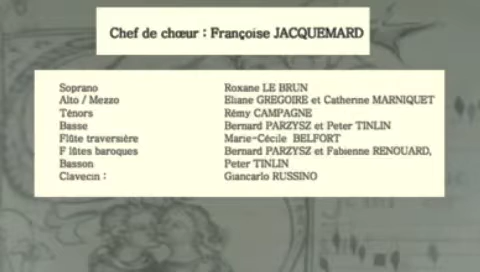 Chef de chœur : Françoise JACQUEMARD
Soprano Roxane LE BRUN
Alto / Mezzo Eliane GREGOIRE et Catherine MARNIQUET
Ténors Rémy CAMPAGNE
Basse Bernard PARZYSZ et Peter TINLIN
Flûte traversière Marie-Cécile BELFORT
F lûtes baroques Bernard PARZYSZ et Fabienne RENOUARD,
Basson Peter TINLIN
Clavecin : Giancarlo RUSSINO